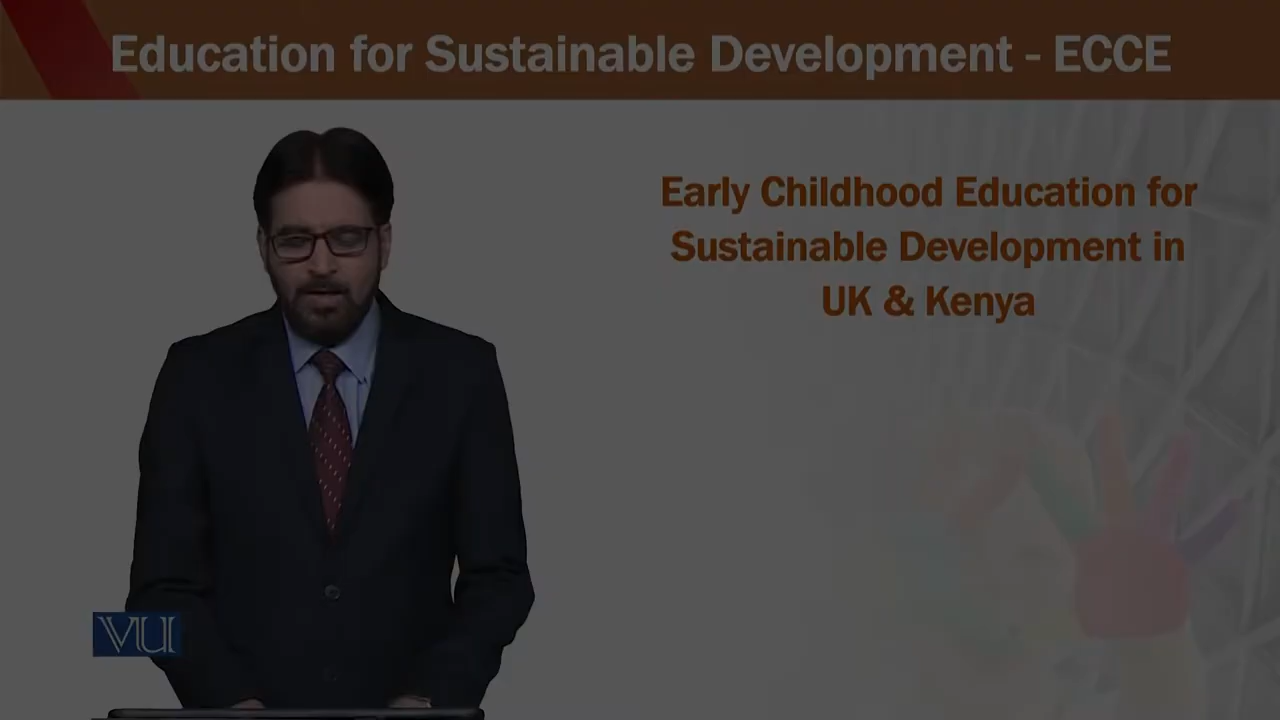 Education for Sustainable Development - ECCE
Early Childhood Education for
Sustainable Development in
UK & Kenya
VU